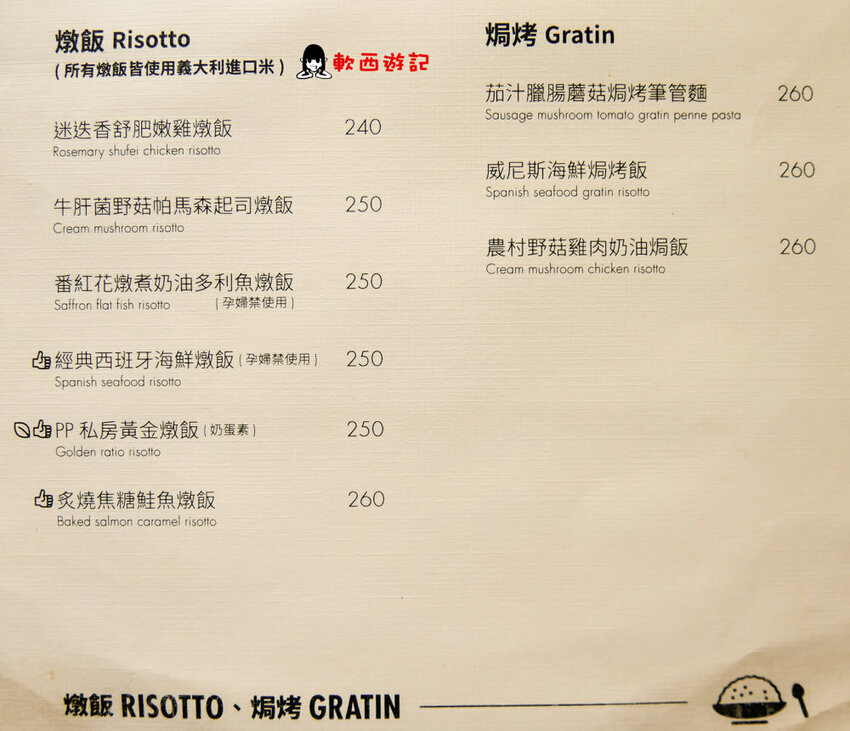 燉飯 Risotto
( 所有燉飯皆使用義大利進口米 )
軟西遊記
迷迭香舒肥嫩雞燉飯 240
Rosemary shufei chicken risotto
牛肝菌野菇帕馬森起司燉飯 250
Cream mushroom risotto
番紅花燉煮奶油多利魚燉飯 250
Saffron flat fish risotto ( 孕婦禁使用 )
經典西班牙海鮮燉飯 ( 孕婦禁使用 ) 250
Spanish seafood risotto
PP 私房黃金燉飯 ( 奶蛋素 ) 250
Golden ratio risotto
炙燒焦糖鮭魚燉飯 260
Baked salmon caramel risotto
焗烤 Gratin
茄汁臘腸蘑菇焗烤筆管麵 260
Sausage mushroom tomato gratin penne pasta
威尼斯海鮮焗烤飯 260
Spanish seafood gratin risotto
農村野菇雞肉奶油焗飯 260
Cream mushroom chicken risotto
燉飯 RISOTTO、焗烤 GRATIN